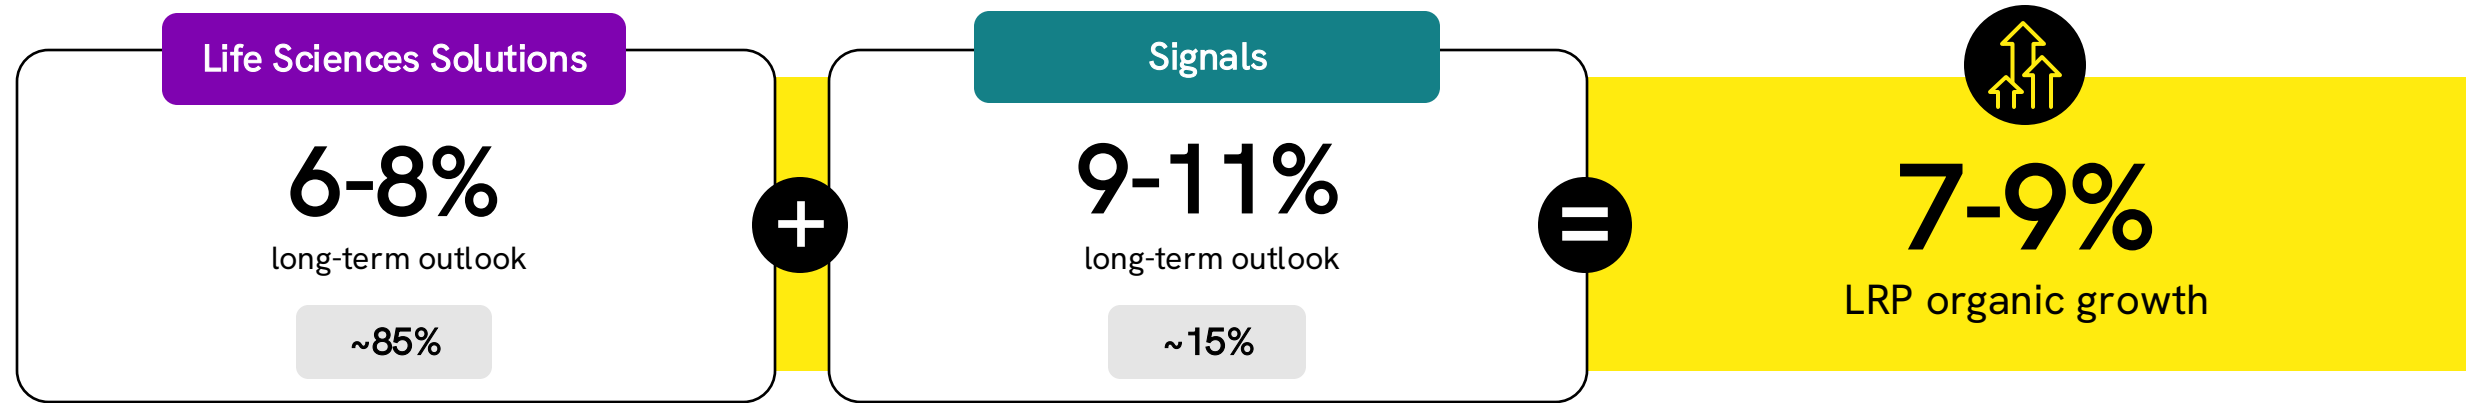 Life Sciences Solutions
6-8%
long-term outlook
~85%
+
Signals
9-11%
long-term outlook
~15%
=
7-9%
LRP organic growth